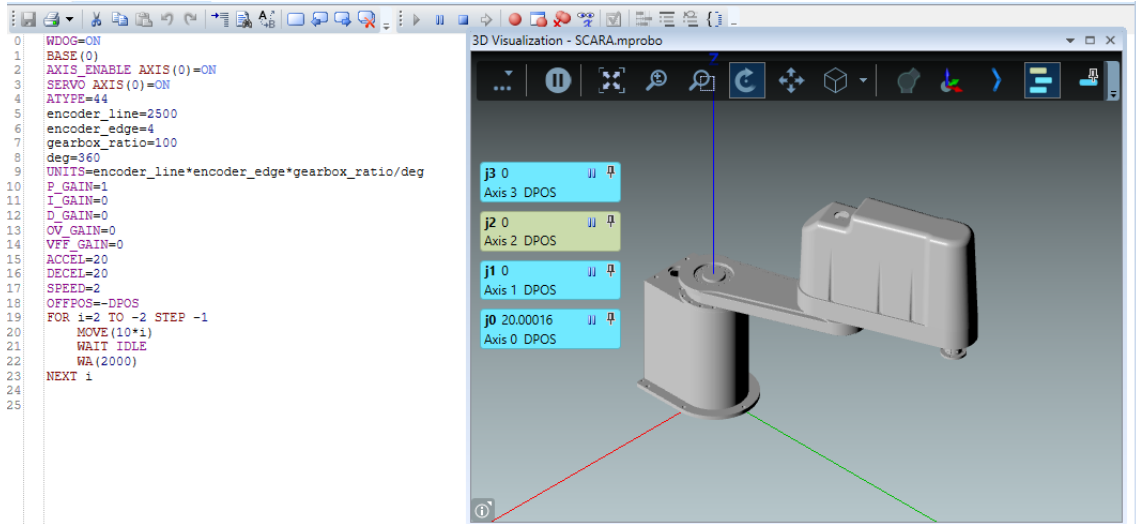 0 WDOG=ON
1 BASE(0)
2 AXIS_ENABLE AXIS(0)=ON
3 SERVO AXIS(0)=ON
4 ATYPE=44
5 encoder_line=2500
6 encoder_edge=4
7 gearbox_ratio=100
8 deg=360
9 UNITS=encoder_line*encoder_edge*gearbox_ratio/deg
10 P_GAIN=1
11 I_GAIN=0
12 D_GAIN=0
13 OV_GAIN=0
14 VFF_GAIN=0
15 ACCEL=20
16 DECEL=20
17 SPEED=2
18 OFFPOS=-DPOS
19 FOR i=2 TO -2 STEP -1
20 MOVE(10*i)
21 WAIT IDLE
22 WA(2000)
23 NEXT i
24
25
3D Visualization - SCARA.mprobo
Z
j3 0
Axis 3 DPOS
j2 0
Axis 2 DPOS
j1 0
Axis 1 DPOS
j0 20.00016
Axis 0 DPOS